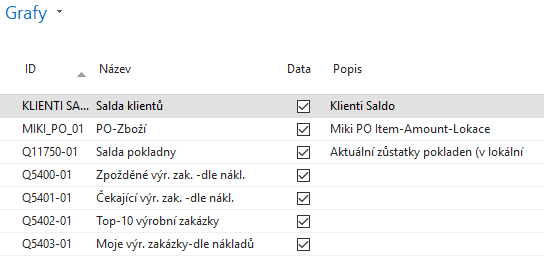 Grafy
ID Název Data Popis
KLIENTI SA... Salda klientů Klienti Saldo
MIKI_PO_01 PO-Zboží Miki PO Item-Amount-Lokace
Q11750-01 Salda pokladny Aktuální zůstatky pokladen (v lokální
Q5400-01 Zpožděné výr. zak. -dle nákl.
Q5401-01 Čekající výr. zak. -dle nákl.
Q5402-01 Top-10 výrobní zakázky
Q5403-01 Moje výr. zakázky-dle nákladů